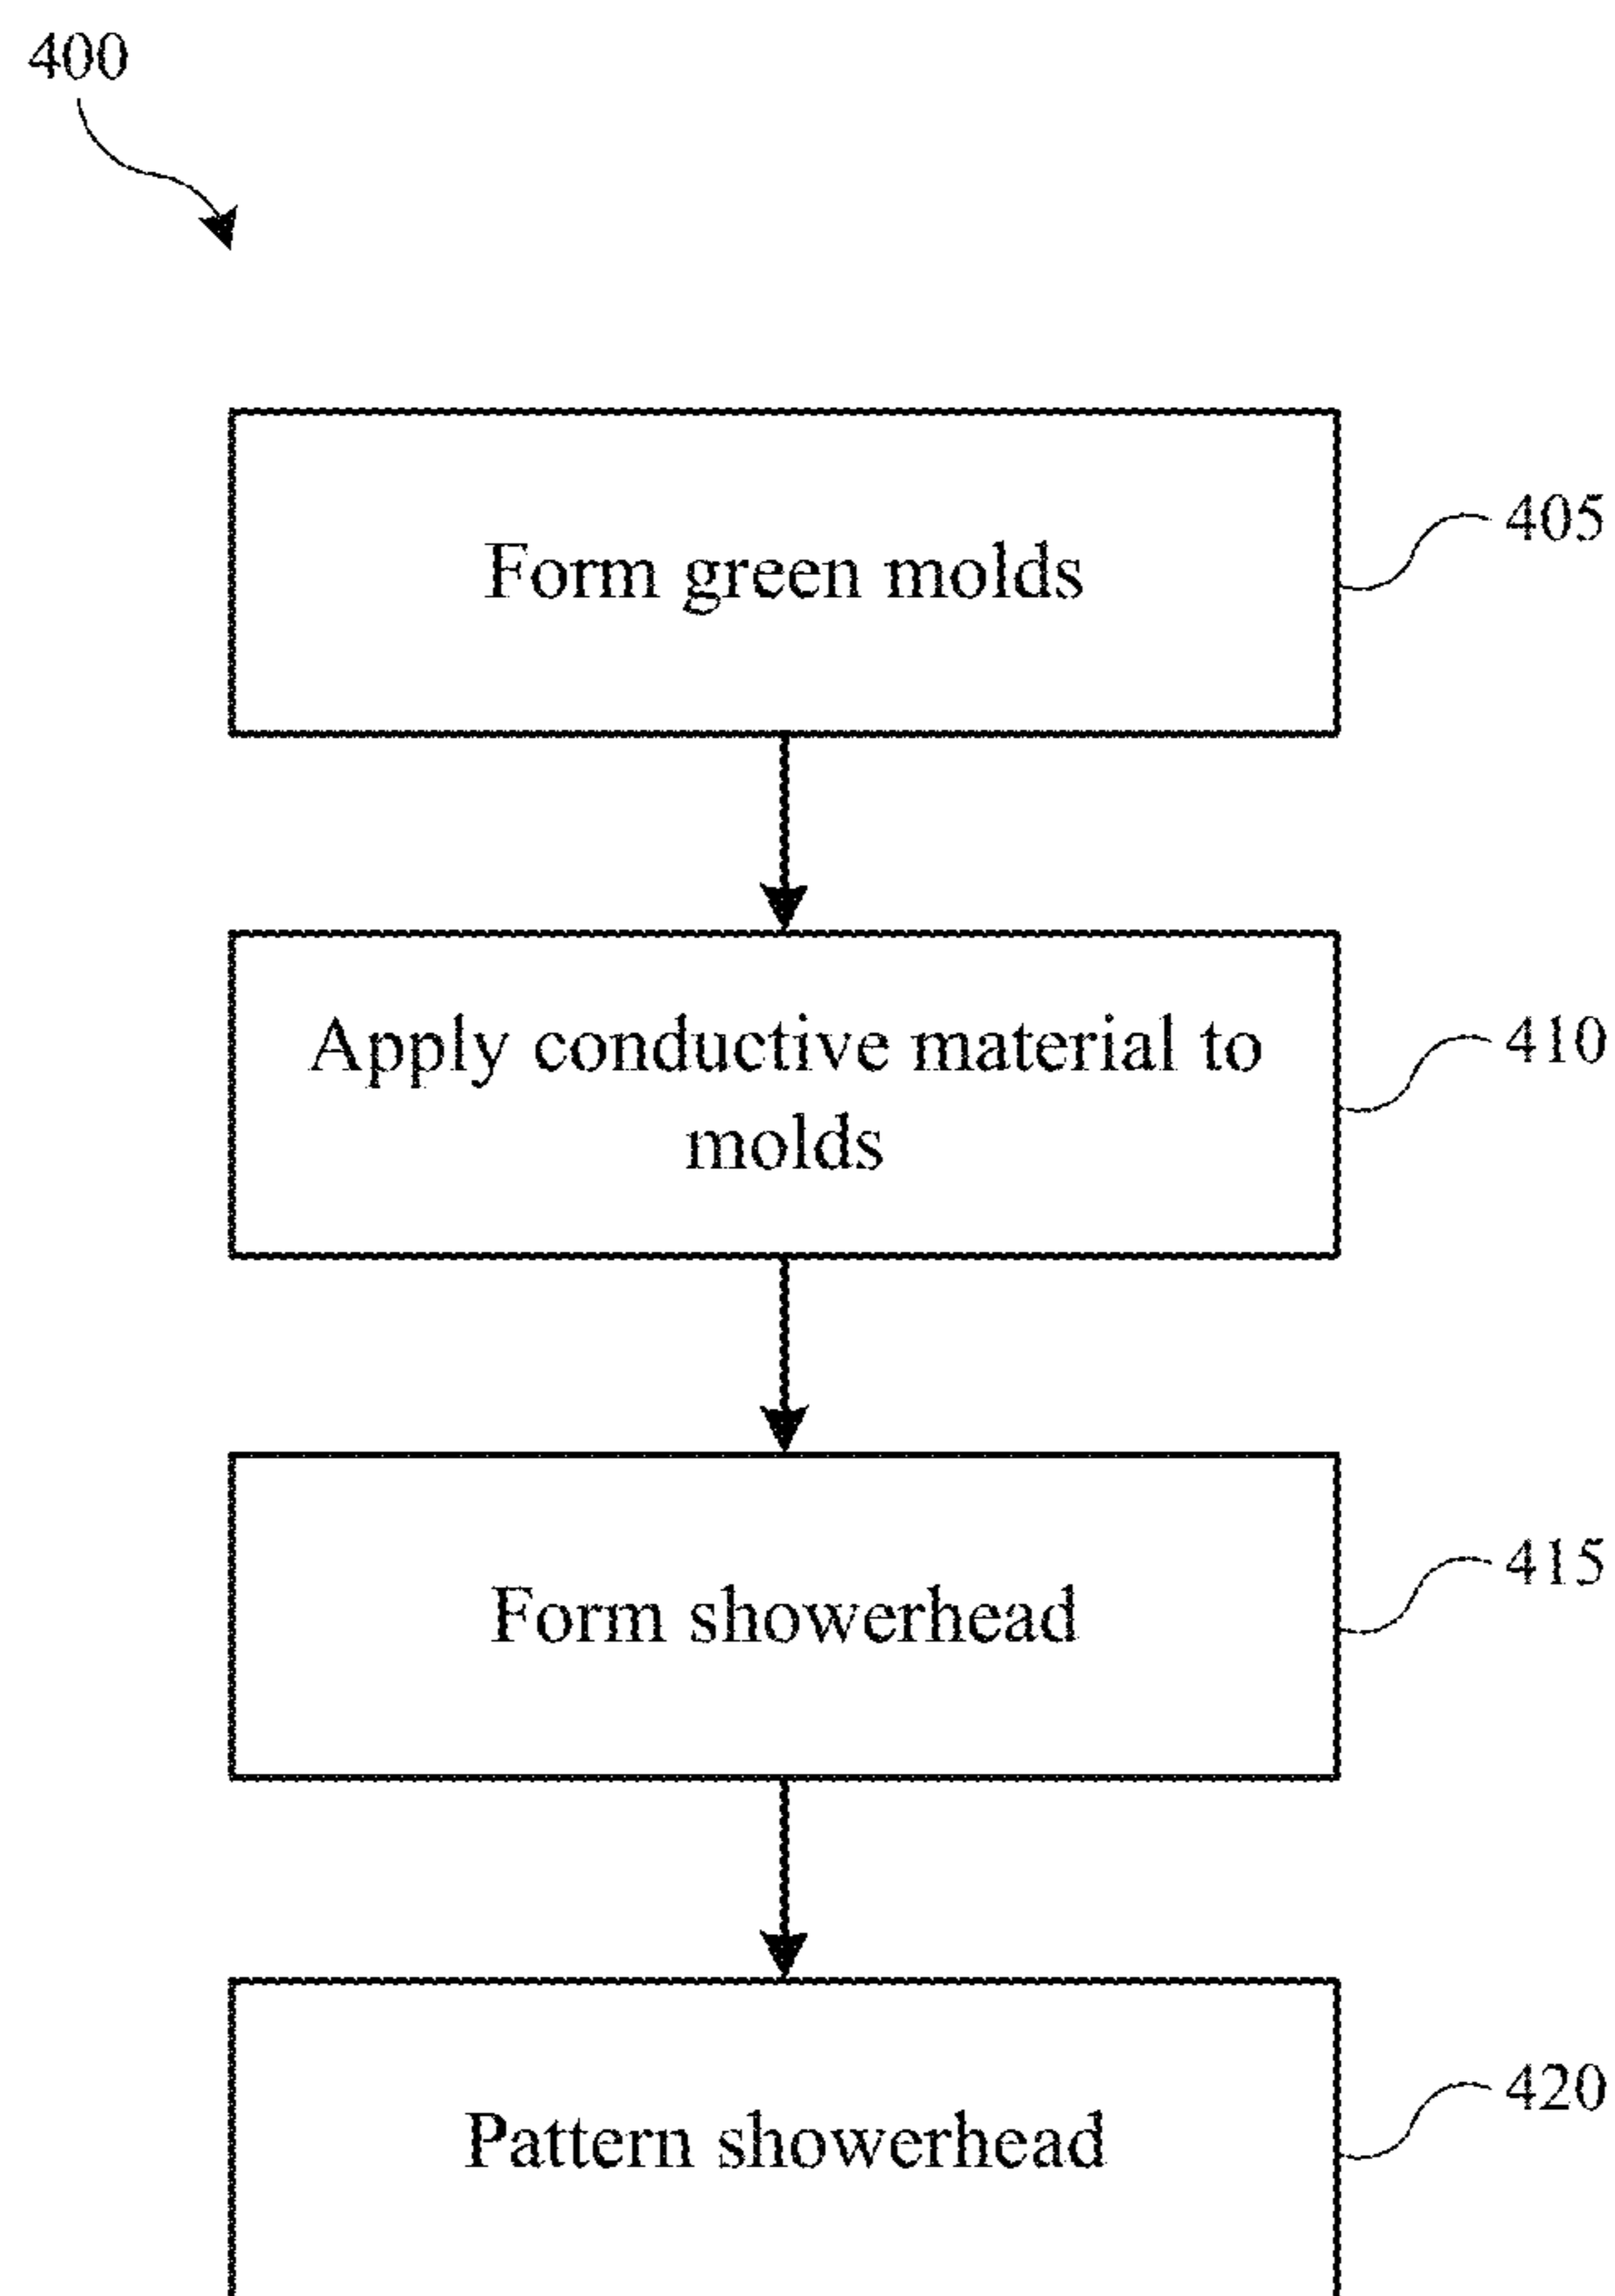 400
Form green molds
405
Apply conductive material to
molds
410
Form showerhead
415
Pattern showerhead
420